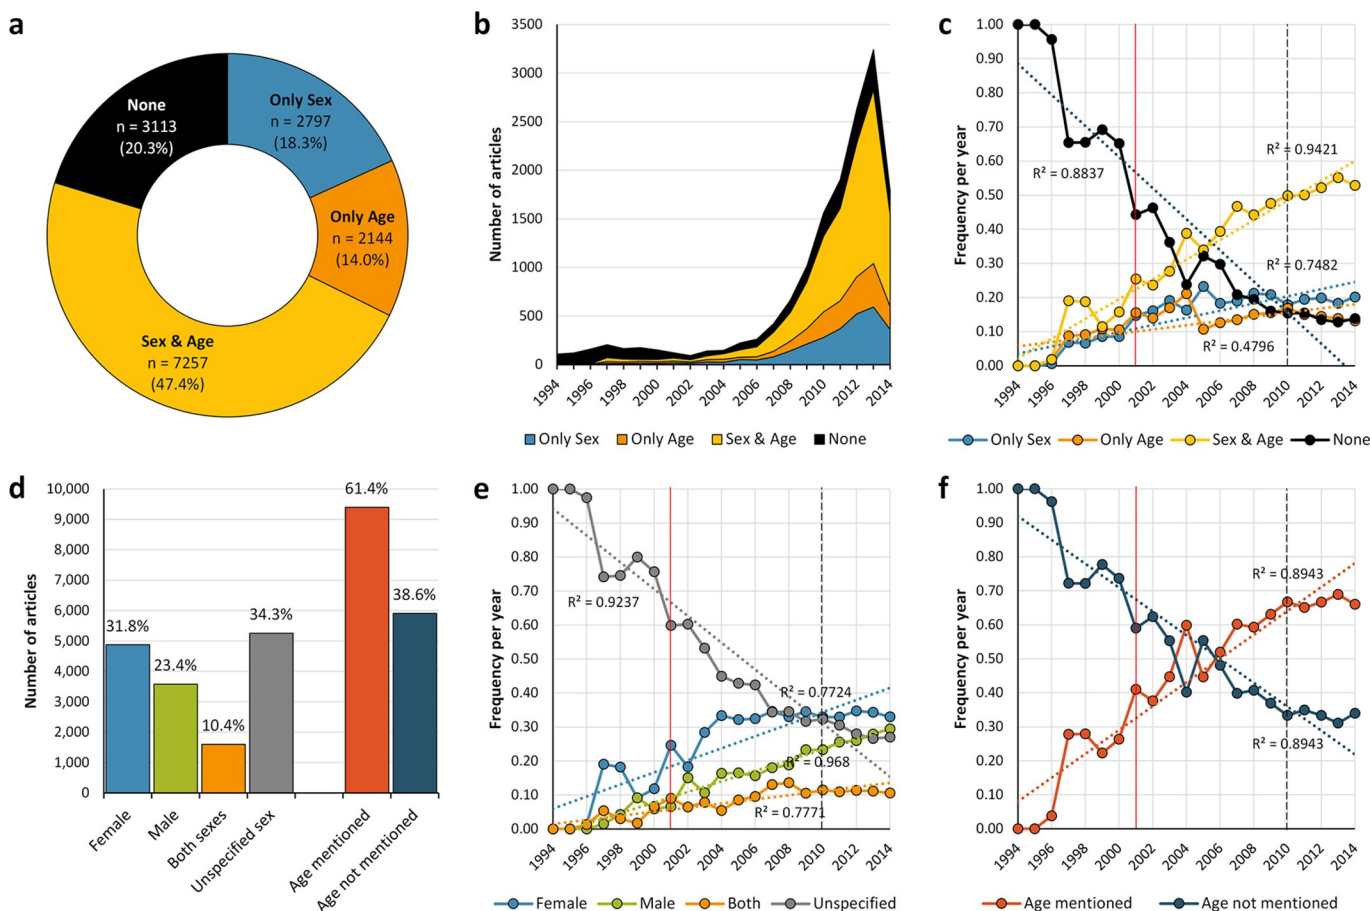 a
None
n = 3113
(20.3%)
Only Sex
n = 2797
(18.3%)
Only Age
n = 2144
(14.0%)
Sex & Age
n = 7257
(47.4%)
b
Number of articles
3500
3000
2500
2000
1500
1000
500
0
1994
1996
1998
2000
2002
2004
2006
2008
2010
2012
2014
Only Sex Only Age Sex & Age None
c
Frequency per year
1.00
0.90
0.80
0.70
0.60
0.50
0.40
0.30
0.20
0.10
0.00
R² = 0.9421
R² = 0.8837
R² = 0.7482
R² = 0.4796
1994
1996
1998
2000
2002
2004
2006
2008
2010
2012
2014
Only Sex Only Age Sex & Age None
d
Number of articles
10,000
9,000
8,000
7,000
6,000
5,000
4,000
3,000
2,000
1,000
0
31.8%
23.4%
10.4%
34.3%
61.4%
38.6%
Female
Male
Both sexes
Unspecified sex
Age mentioned
Age not mentioned
e
Frequency per year
1.00
0.90
0.80
0.70
0.60
0.50
0.40
0.30
0.20
0.10
0.00
R² = 0.9237
R² = 0.7724
R² = 0.968
R² = 0.7771
1994
1996
1998
2000
2002
2004
2006
2008
2010
2012
2014
Female Male Both Unspecified
f
Frequency per year
1.00
0.90
0.80
0.70
0.60
0.50
0.40
0.30
0.20
0.10
0.00
R² = 0.8943
R² = 0.8943
1994
1996
1998
2000
2002
2004
2006
2008
2010
2012
2014
Age mentioned Age not mentioned